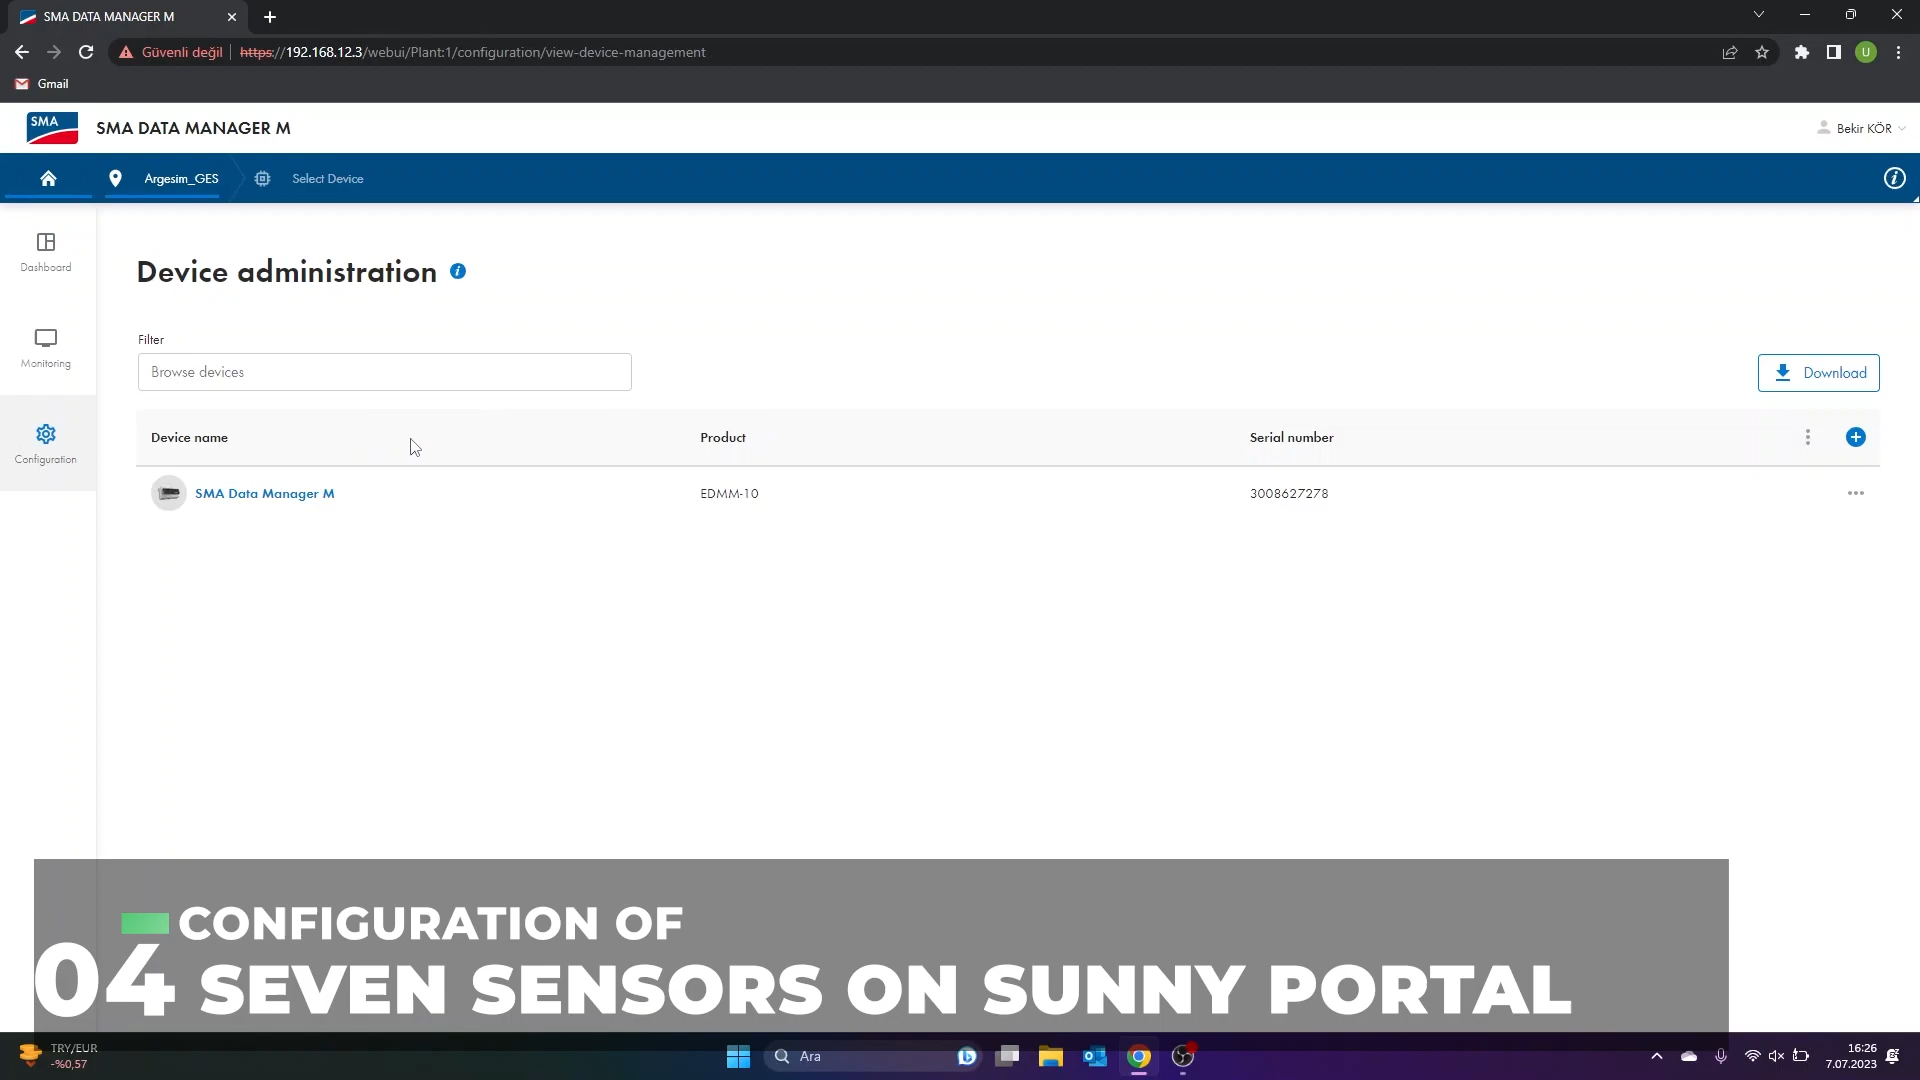 SMA DATA MANAGER M
Güvenli değil
https://192.168.12.3/webui/Plant:1/configuration/view-device-management
U
Gmail
SMA
SMA DATA MANAGER M
Bekir KÖR
Argesim_GES
Select Device
Dashboard
Device administration
Filter
Monitoring
Browse devices
Download
Device name
Product
Serial number
Configuration
SMA Data Manager M
EDMM-10
3008627278
CONFIGURATION OF
04 SEVEN SENSORS ON SUNNY PORTAL
TRY/EUR
-%0,57
Ara
16:26
7.07.2023